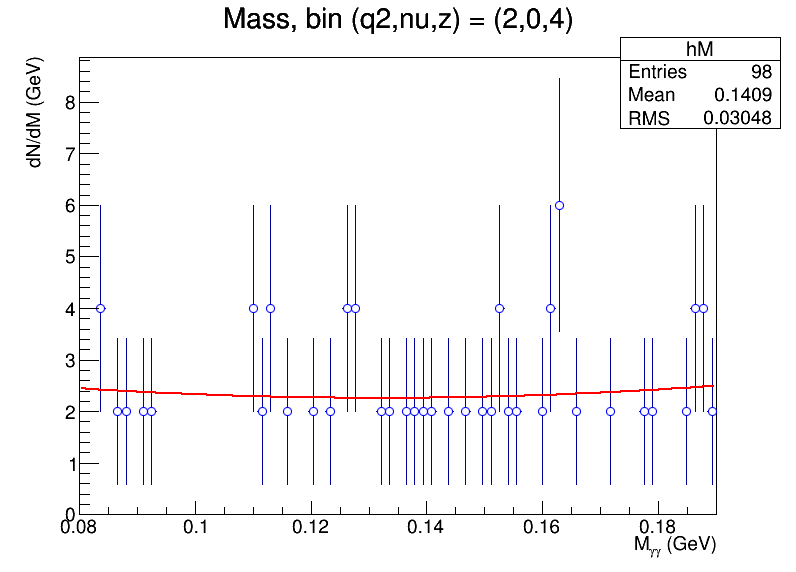 Mass, bin (q2,nu,z) = (2,0,4)
hM
Entries 98
Mean 0.1409
RMS 0.03048
dN/dM (GeV)
8
7
6
5
4
3
2
1
0
0.08 0.1 0.12 0.14 0.16 0.18
Mγγ (GeV)